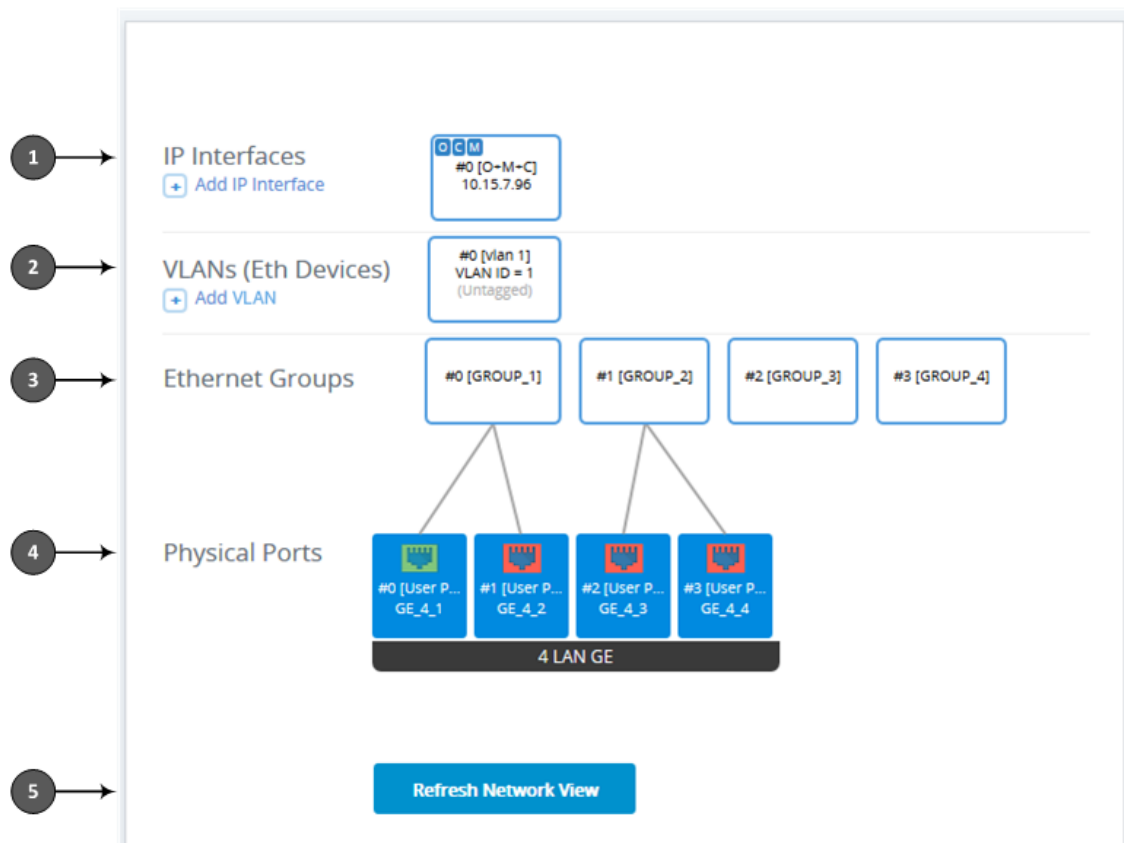 1
IP Interfaces
+ Add IP Interface
O C M
#0 [O+M+C]
10.15.7.96
2
VLANs (Eth Devices)
+ Add VLAN
#0 [Vlan 1]
VLAN ID = 1
(Untagged)
3
Ethernet Groups
#0 [GROUP_1]
#1 [GROUP_2]
#2 [GROUP_3]
#3 [GROUP_4]
4
Physical Ports
#0 [User P...
GE_4_1
#1 [User P...
GE_4_2
#2 [User P...
GE_4_3
#3 [User P...
GE_4_4
4 LAN GE
5
Refresh Network View